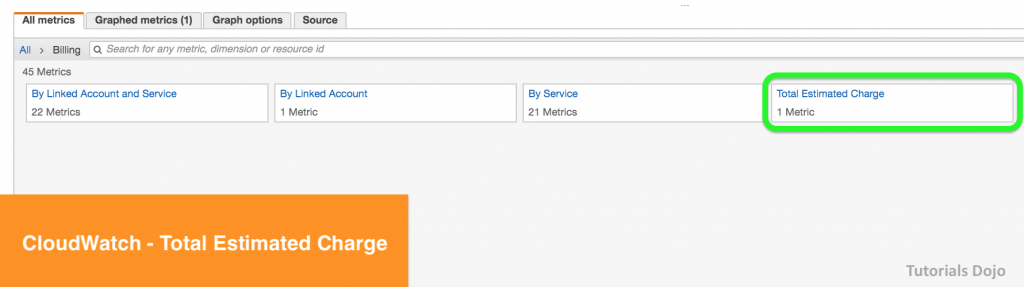 All metrics
Graphed metrics (1)
Graph options
Source
All > Billing
Search for any metric, dimension or resource id
45 Metrics
By Linked Account and Service
22 Metrics
By Linked Account
1 Metric
By Service
21 Metrics
Total Estimated Charge
1 Metric
CloudWatch - Total Estimated Charge
Tutorials Dojo